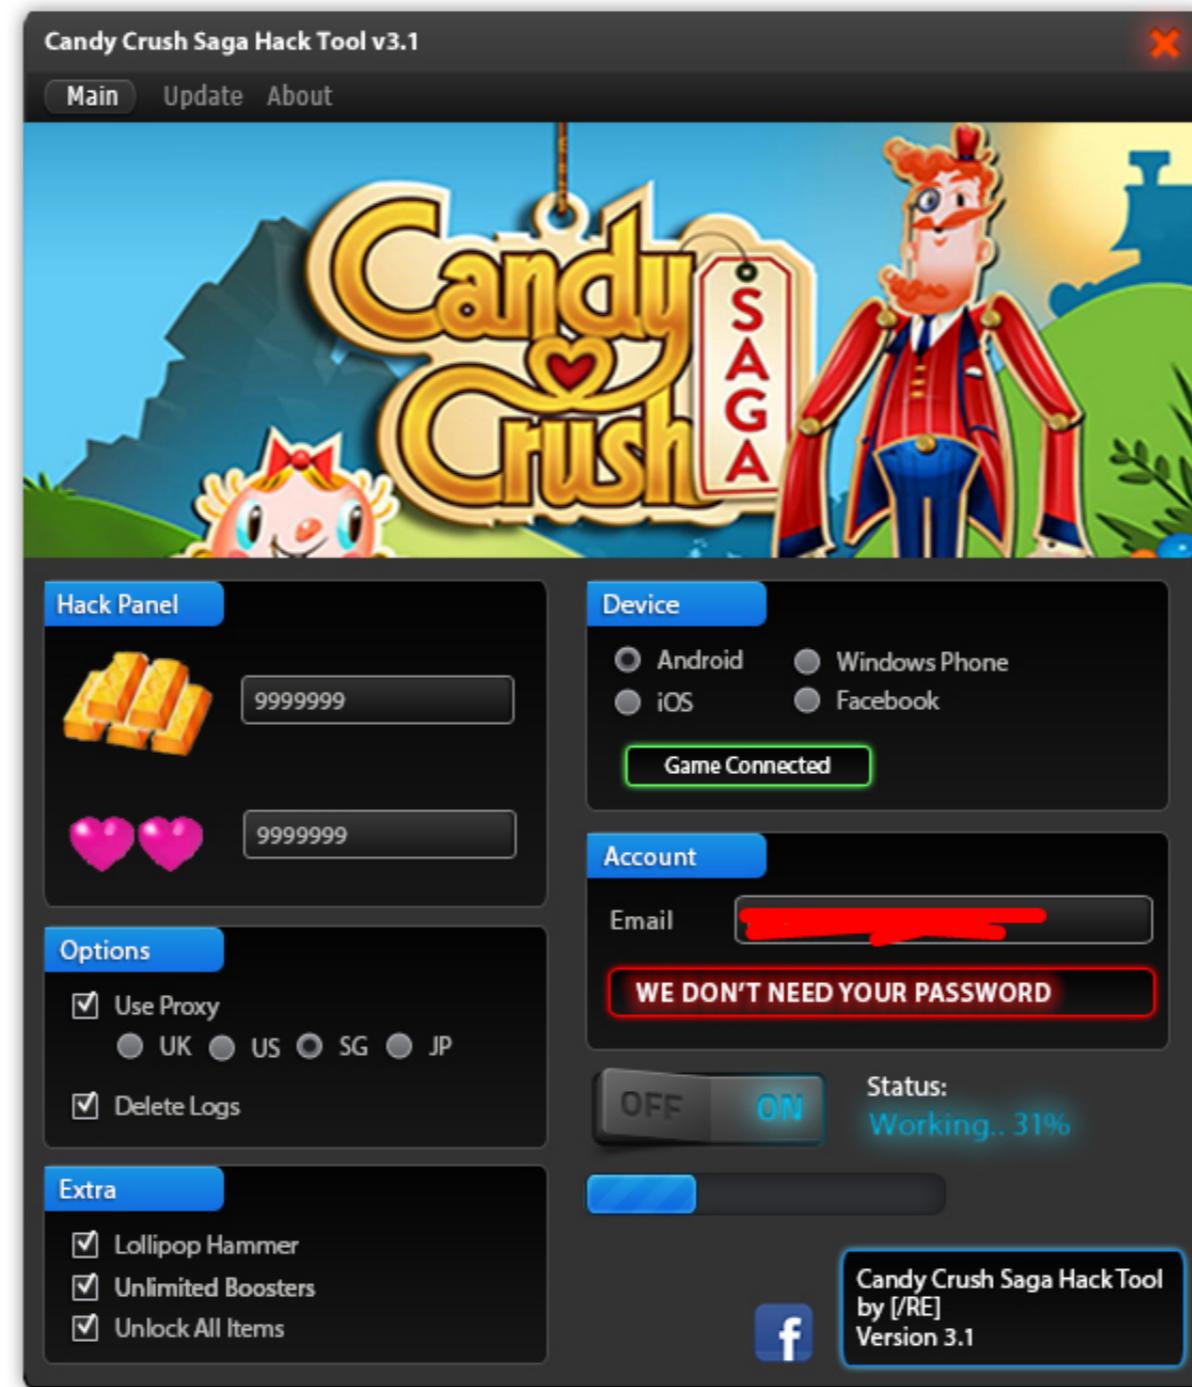 Candy Crush Saga Hack Tool v3.1
Main Update About
Candy
Crush
SAGA
Hack Panel
9999999
9999999
Device
Android Windows Phone
iOS Facebook
Game Connected
Account
Email
WE DON'T NEED YOUR PASSWORD
Options
Use Proxy
UK US SG JP
Delete Logs
OFF ON
Status:
Working.. 31%
Extra
Lollipop Hammer
Unlimited Boosters
Unlock All Items
f
Candy Crush Saga Hack Tool
by [/RE]
Version 3.1